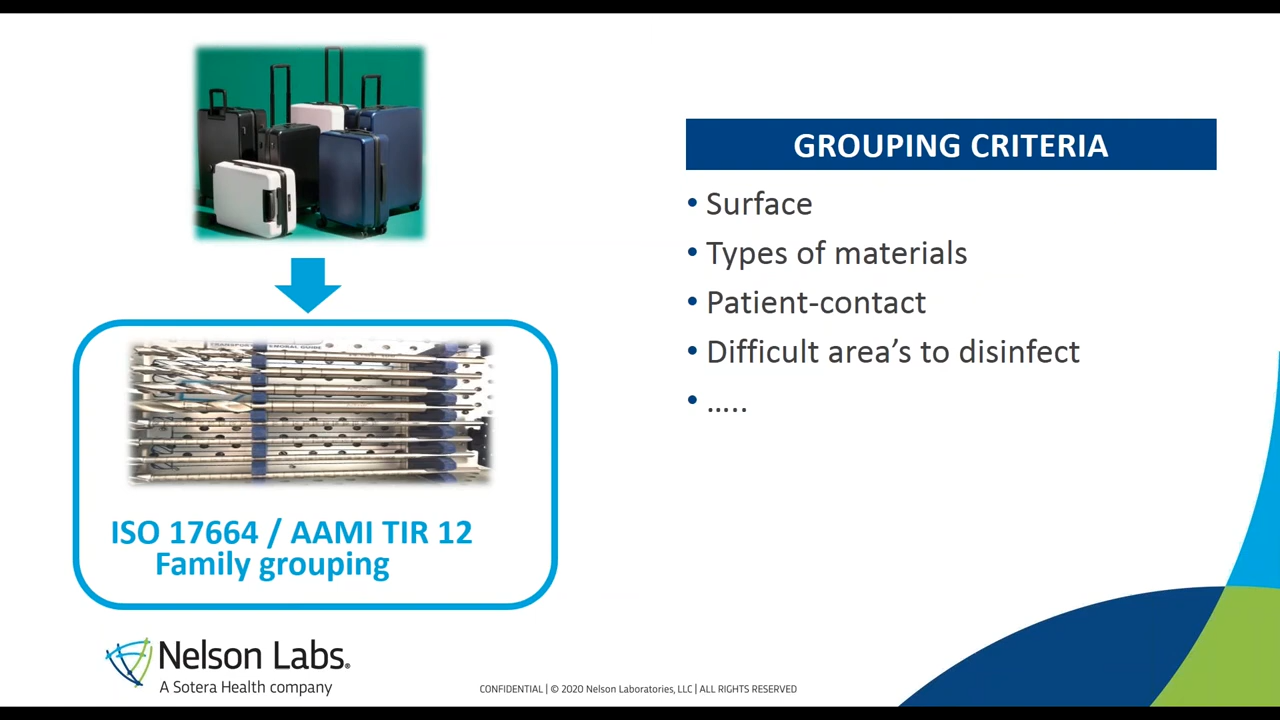 GROUPING CRITERIA
• Surface
• Types of materials
• Patient-contact
• Difficult area’s to disinfect
• .....
ISO 17664 / AAMI TIR 12
Family grouping
Nelson Labs®
A Sotera Health company
CONFIDENTIAL | © 2020 Nelson Laboratories, LLC | ALL RIGHTS RESERVED